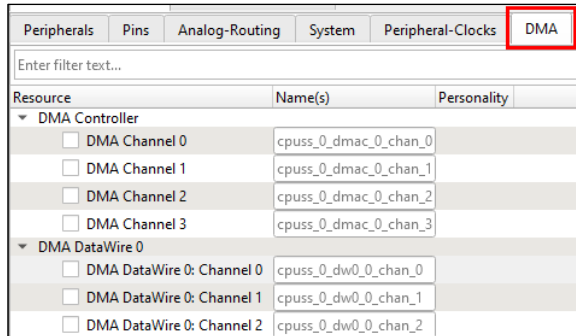 Peripherals Pins Analog-Routing System Peripheral-Clocks DMA
Enter filter text...
Resource Name(s) Personality
DMA Controller
DMA Channel 0 cpuss_0_dmac_0_chan_0
DMA Channel 1 cpuss_0_dmac_0_chan_1
DMA Channel 2 cpuss_0_dmac_0_chan_2
DMA Channel 3 cpuss_0_dmac_0_chan_3
DMA DataWire 0
DMA DataWire 0: Channel 0 cpuss_0_dw0_0_chan_0
DMA DataWire 0: Channel 1 cpuss_0_dw0_0_chan_1
DMA DataWire 0: Channel 2 cpuss_0_dw0_0_chan_2